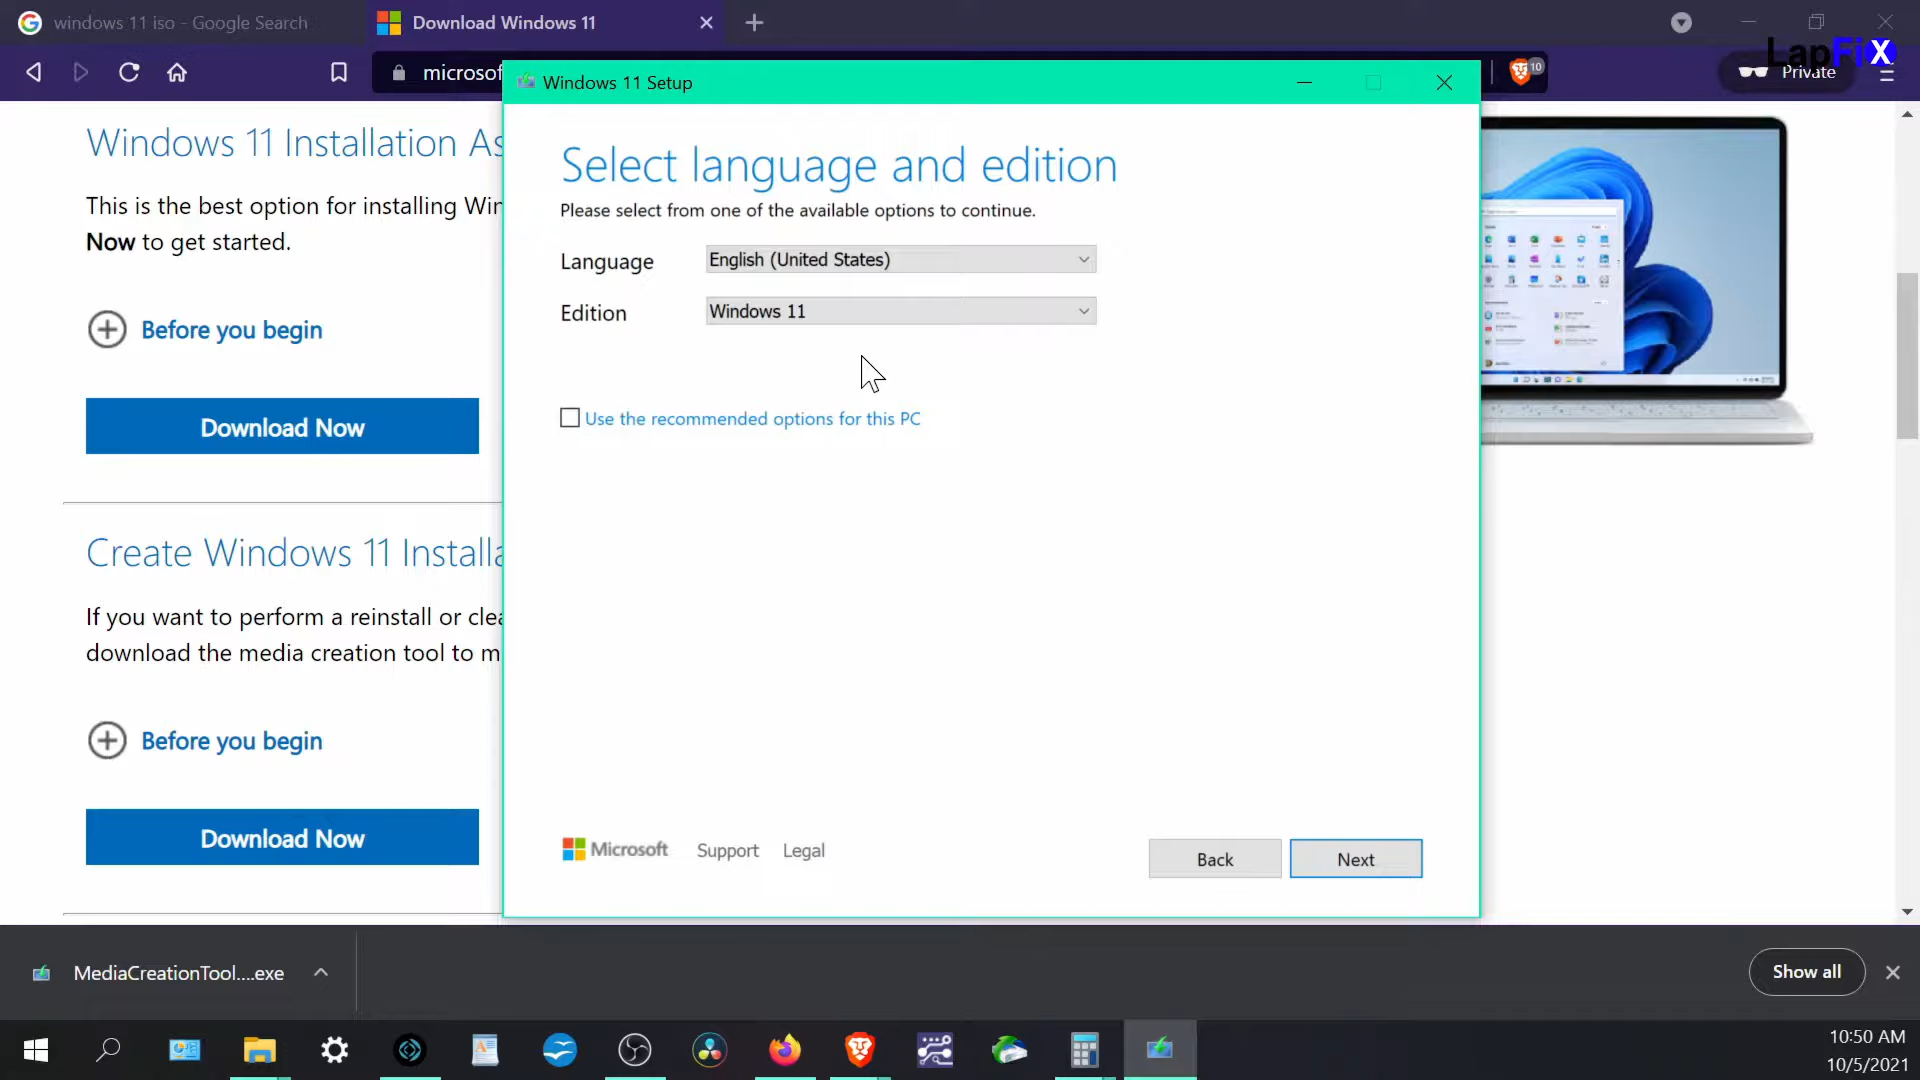 windows 11 iso - Google Search
Download Windows 11
LapFiX
microsof
10
Private
Windows 11 Setup
Windows 11 Installation As
This is the best option for installing Win
Now to get started.
Before you begin
Download Now
Create Windows 11 Installa
If you want to perform a reinstall or clea
download the media creation tool to m
Before you begin
Download Now
Select language and edition
Please select from one of the available options to continue.
Language
English (United States)
Edition
Windows 11
Use the recommended options for this PC
Microsoft
Support
Legal
Back
Next
MediaCreationTool....exe
Show all
10:50 AM
10/5/2021